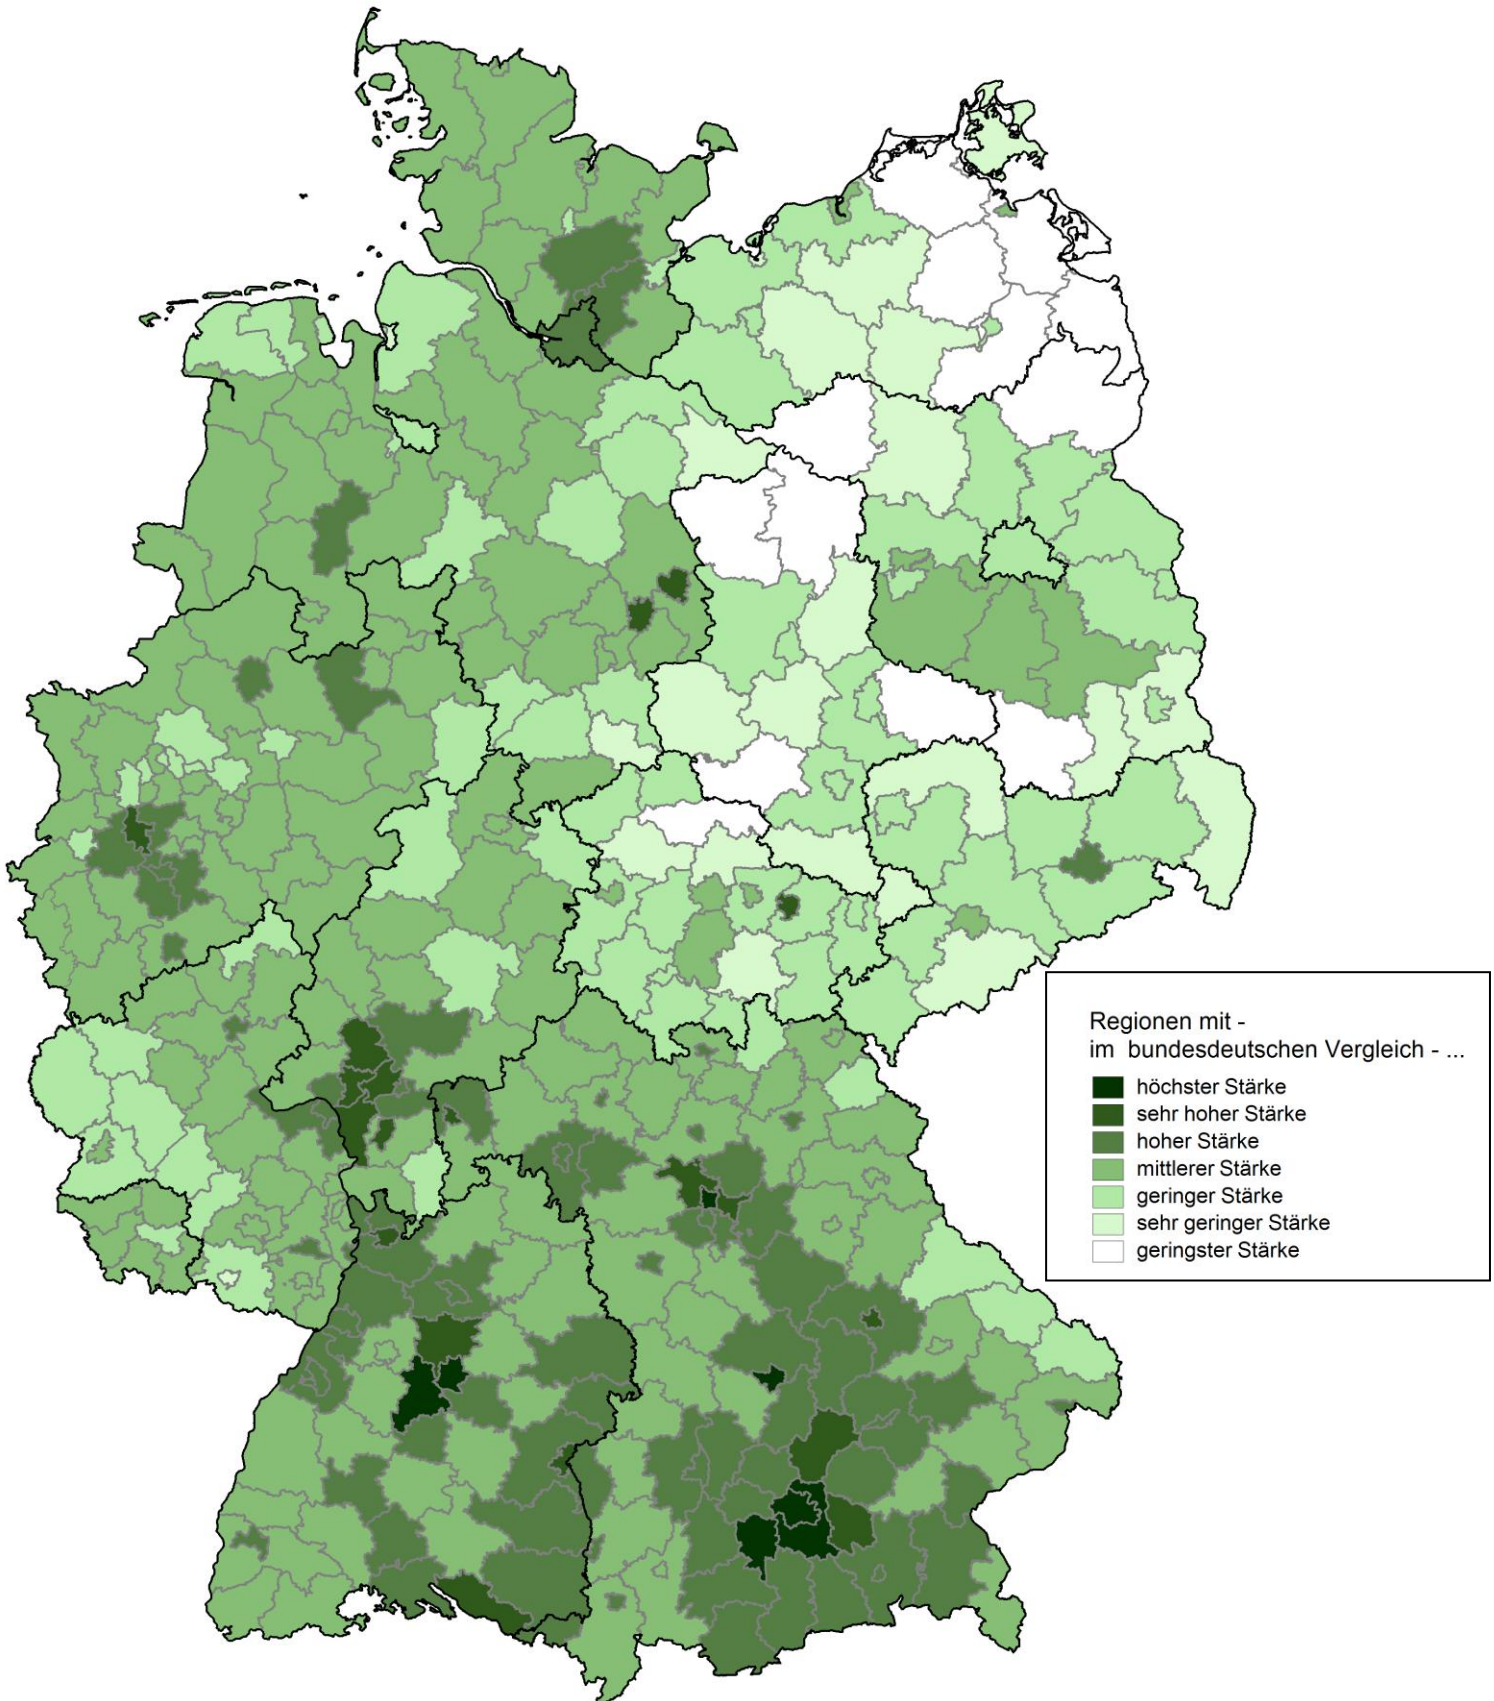 Regionen mit -
im bundesdeutschen Vergleich - ...
höchster Stärke
sehr hoher Stärke
hoher Stärke
mittlerer Stärke
geringer Stärke
sehr geringer Stärke
geringster Stärke